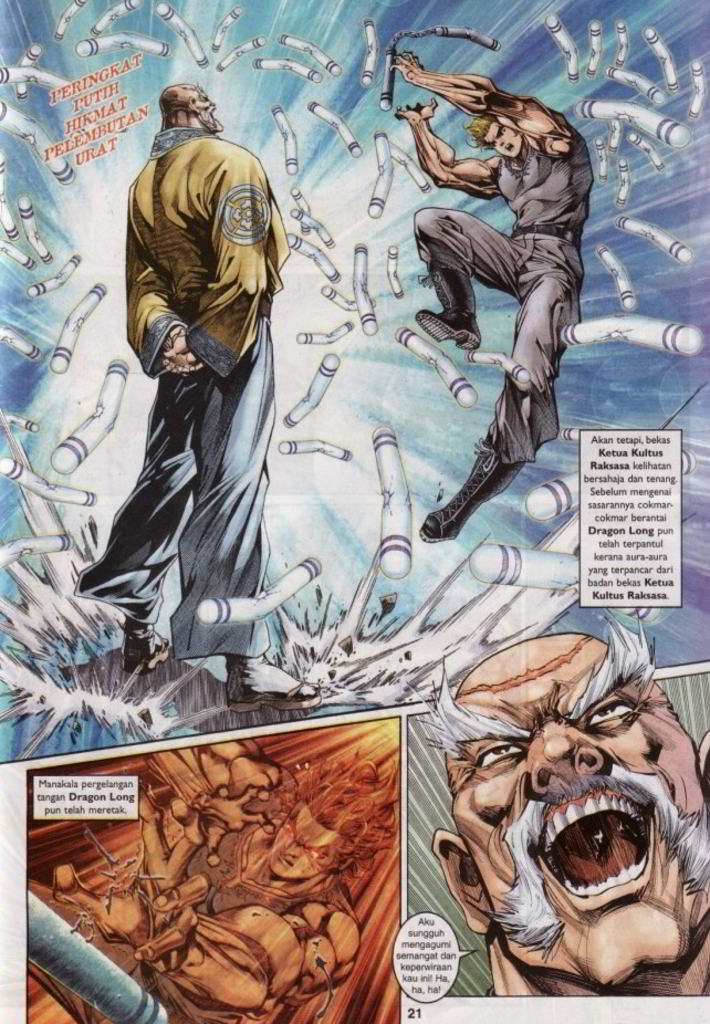 PERINGKAT
PUTIH
HIKMAT
PELEMBUTAN
URAT
Akan tetapi, bekas
Ketua Kultus
Raksasa kelihatan
bersahaja dan tenang.
Sebelum mengenai
sasarannya cokmar-
cokmar berantai
Dragon Long pun
telah terpantul
kerana aura-aura
yang terpancar dari
badan bekas Ketua
Kultus Raksasa.
Manakala pergelangan
tangan Dragon Long
pun telah meretak.
Aku
sungguh
mengagumi
semangat dan
keperwiraan
kau ini! Ha,
ha, ha!
21